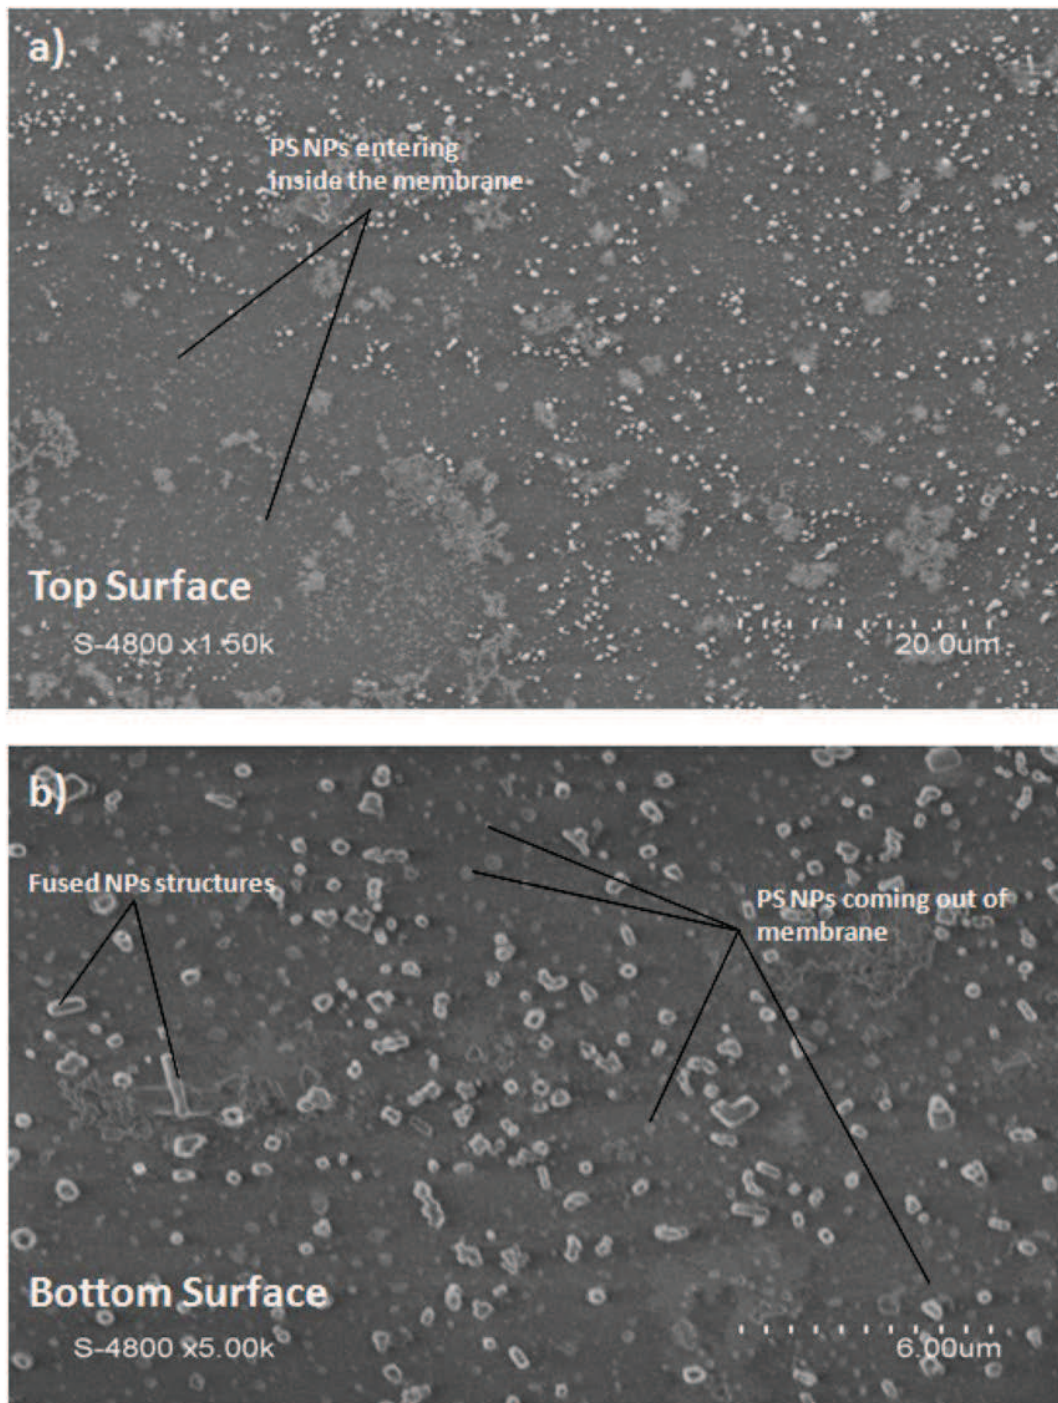 a)
PS NPs entering
inside the membrane
Top Surface
S-4800 x1.50k
20.0um
b)
Fused NPs structures
PS NPs coming out of
membrane
Bottom Surface
S-4800 x5.00k
6.00um